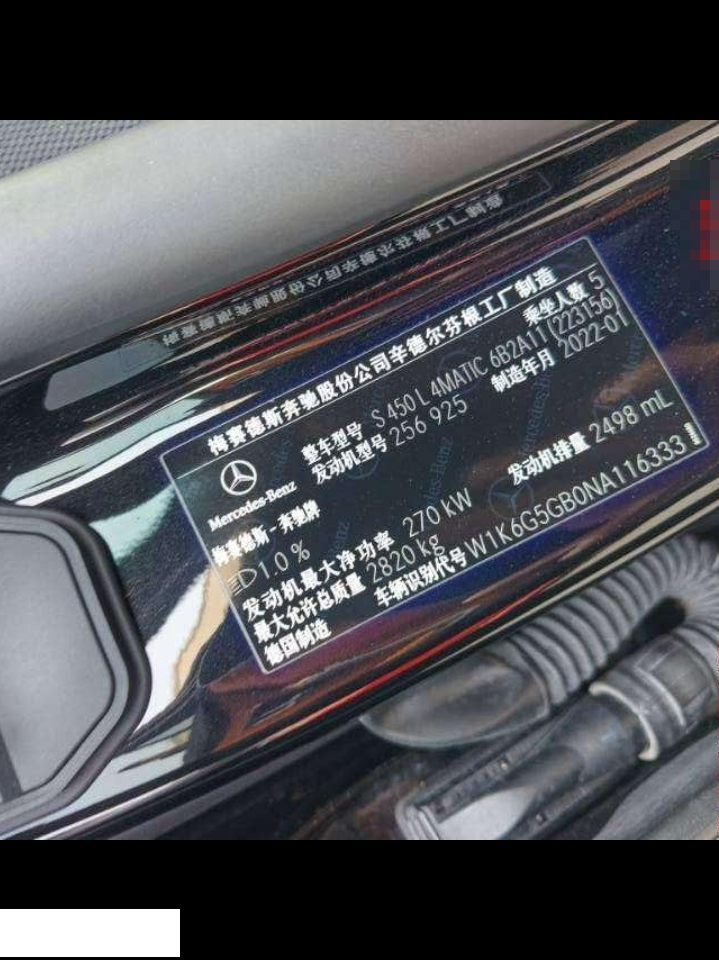 梅赛德斯奔驰股份公司辛德尔芬根工厂制造
整车型号 S 450 L 4MATIC 6B2A11(223156) 乘坐人数 5
发动机型号 256 925 制造年月 2022-01
Mercedes-Benz
梅赛德斯－奔驰牌
1.0 %
发动机最大净功率 270 kW 发动机排量 2498 mL
最大允许总质量 2820 kg
德国制造 车辆识别代号 W1K6G5GB0NA116333